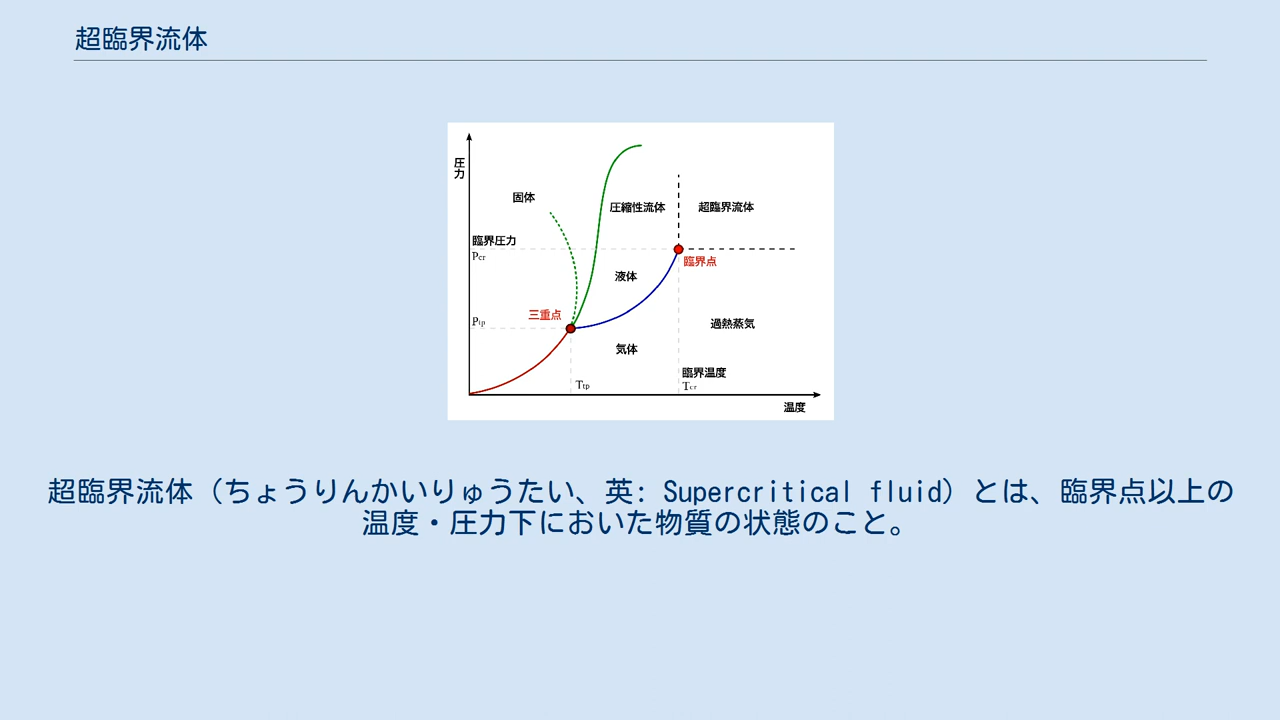 超臨界流体
圧力
固体
圧縮性流体
超臨界流体
臨界圧力
Pcr
臨界点
液体
三重点
Ptp
過熱蒸気
気体
臨界温度
Ttp
Tcr
温度
超臨界流体（ちょうりんかいりゅうたい、英: Supercritical fluid）とは、臨界点以上の
温度・圧力下においた物質の状態のこと。